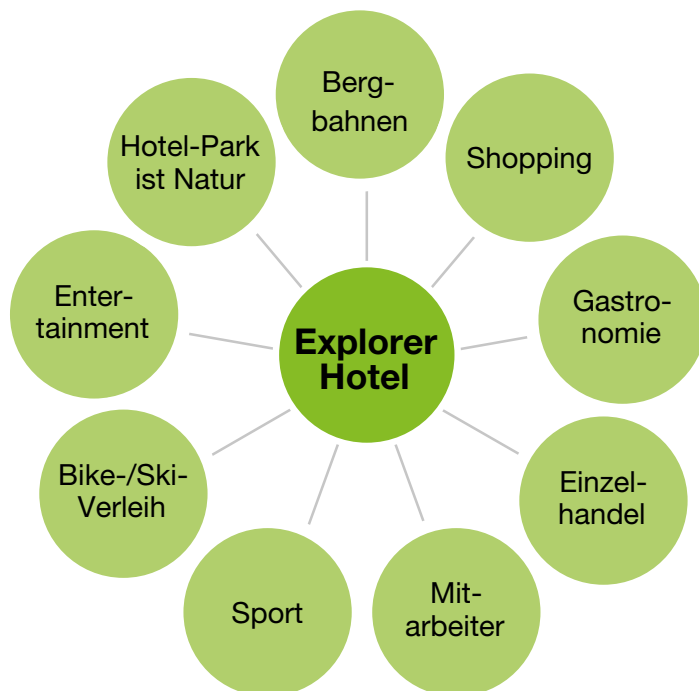 Berg-
bahnen
Shopping
Hotel-Park
ist Natur
Gastro-
nomie
Enter-
tainment
Explorer
Hotel
Einzel-
handel
Bike-/Ski-
Verleih
Mit-
arbeiter
Sport